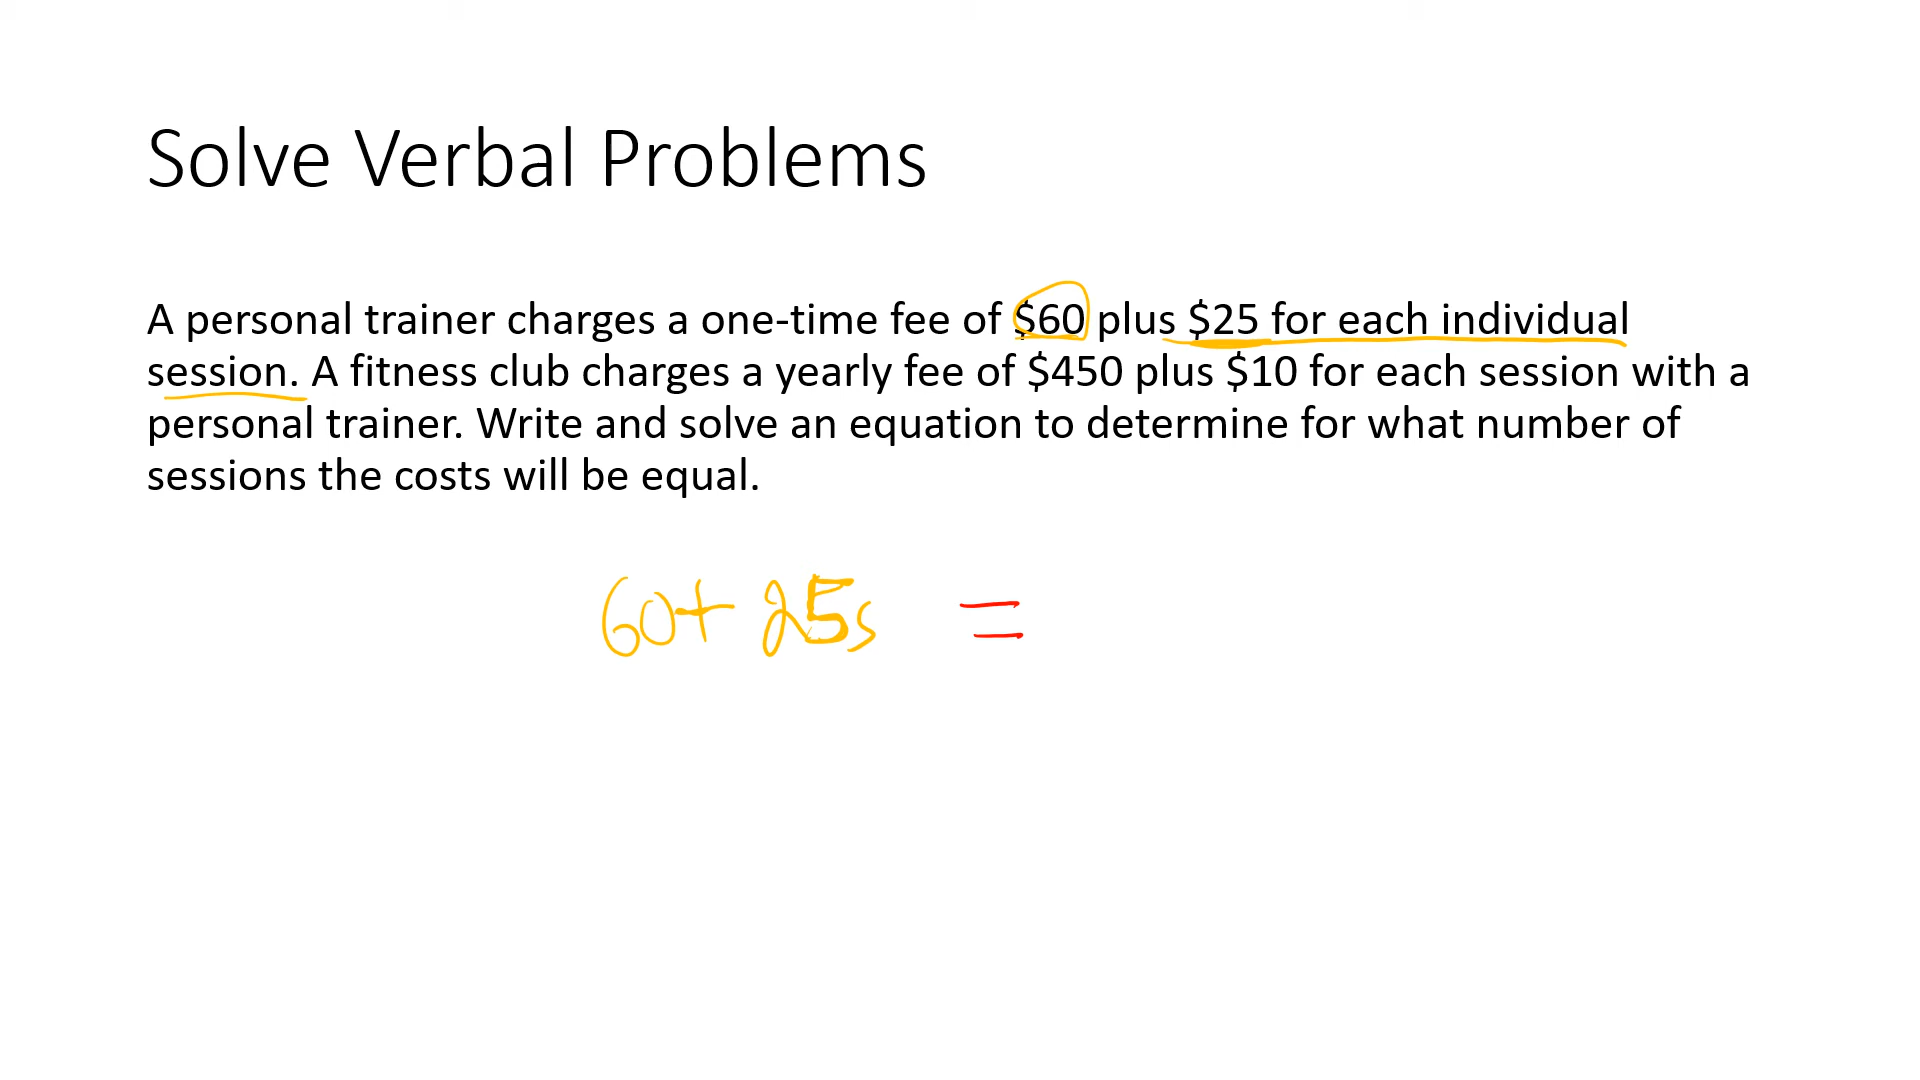 Solve Verbal Problems
A personal trainer charges a one-time fee of $60 plus $25 for each individual
session. A fitness club charges a yearly fee of $450 plus $10 for each session with a
personal trainer. Write and solve an equation to determine for what number of
sessions the costs will be equal.
60+ 25s =